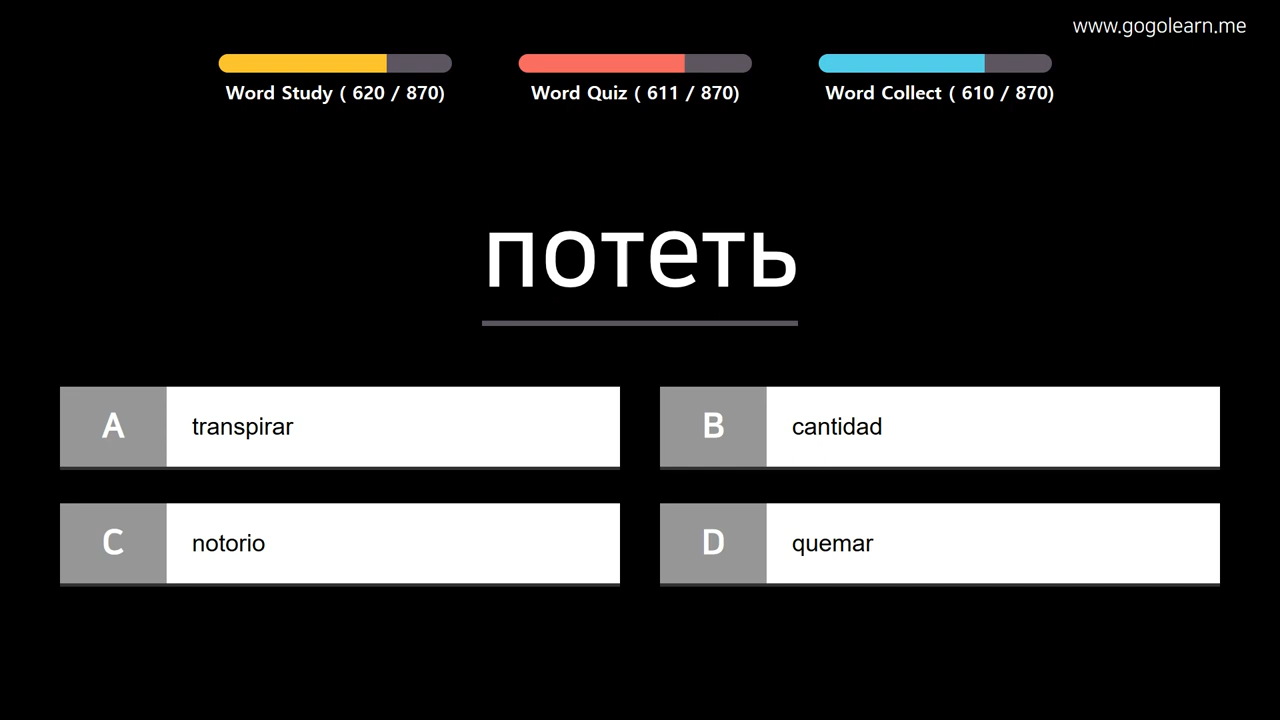 www.gogolearn.me
Word Study ( 620 / 870)
Word Quiz ( 611 / 870)
Word Collect ( 610 / 870)
потеть
A transpirar
B cantidad
C notorio
D quemar